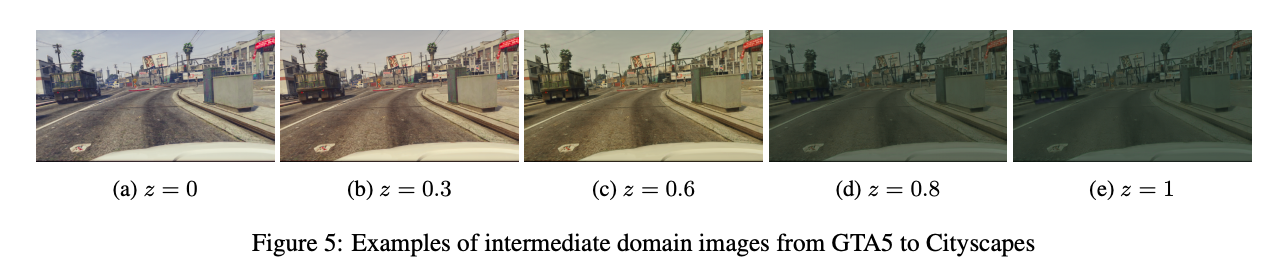 (a) z = 0
(b) z = 0.3
(c) z = 0.6
(d) z = 0.8
(e) z = 1
Figure 5: Examples of intermediate domain images from GTA5 to Cityscapes